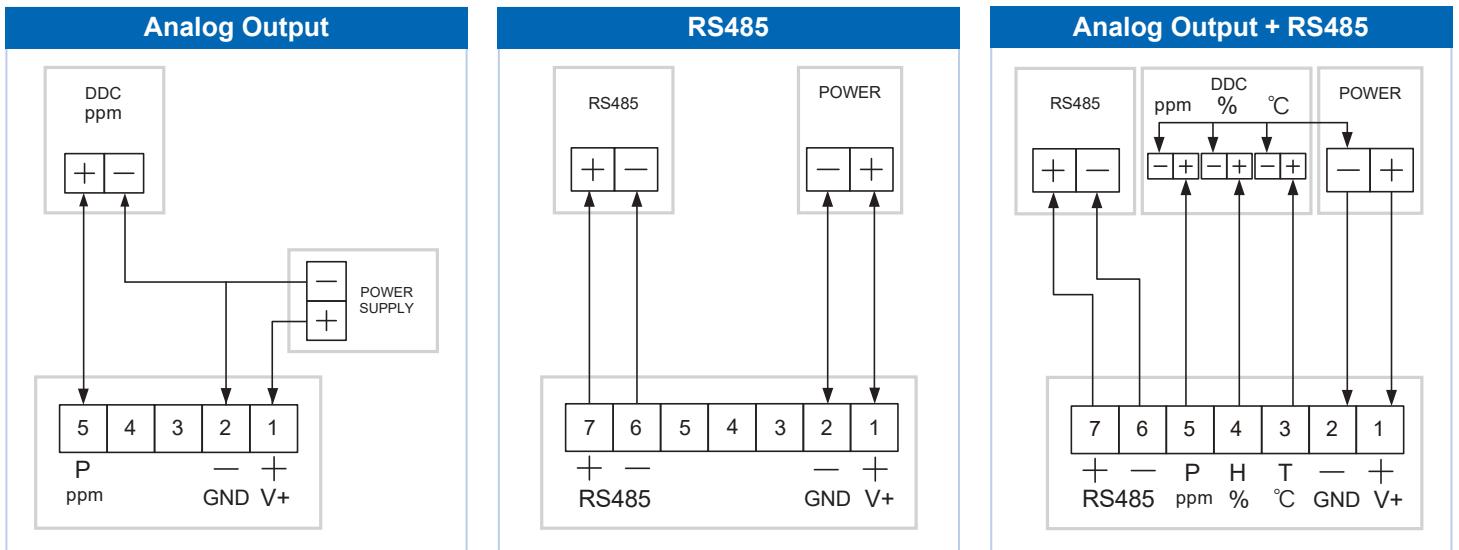 Analog Output
DDC
ppm
+ −
−
+
POWER
SUPPLY
5 4 3 2 1
P − +
ppm GND V+
RS485
RS485
+ −
POWER
− +
7 6 5 4 3 2 1
+ − − +
RS485 GND V+
Analog Output + RS485
RS485
+ −
DDC
ppm % ℃
− + − + − +
POWER
− +
7 6 5 4 3 2 1
+ − P H T − +
RS485 ppm % ℃ GND V+